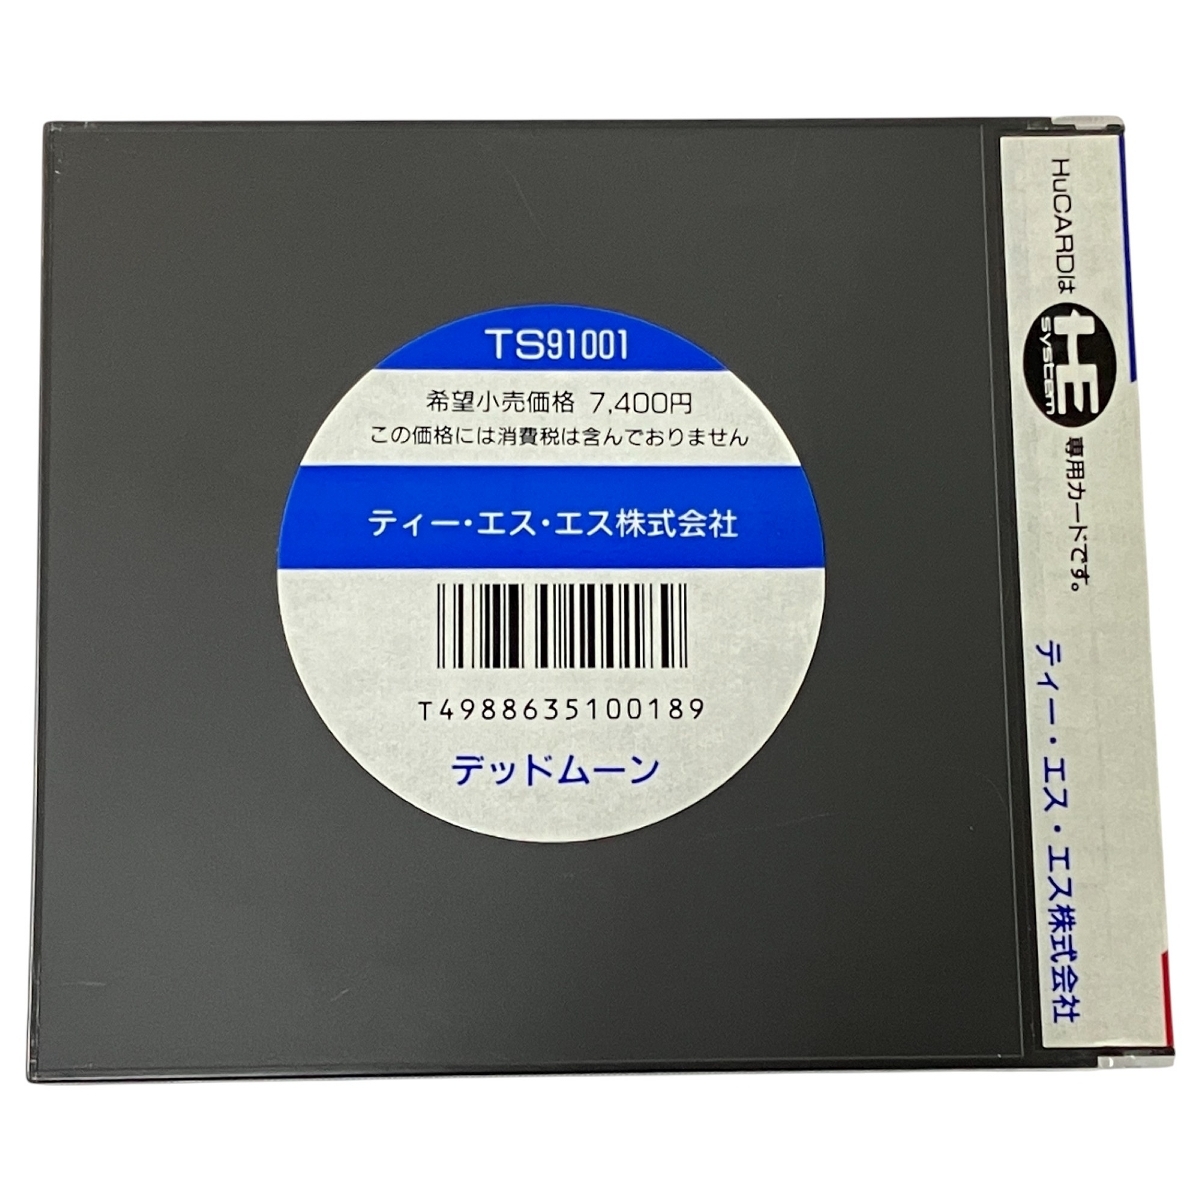 TS91001
希望小売価格 7,400円
この価格には消費税は含んでおりません
ティー・エス・エス株式会社
T4988635100189
デッドムーン
HuCARDは HE system 専用カードです。
ティー・エス・エス株式会社